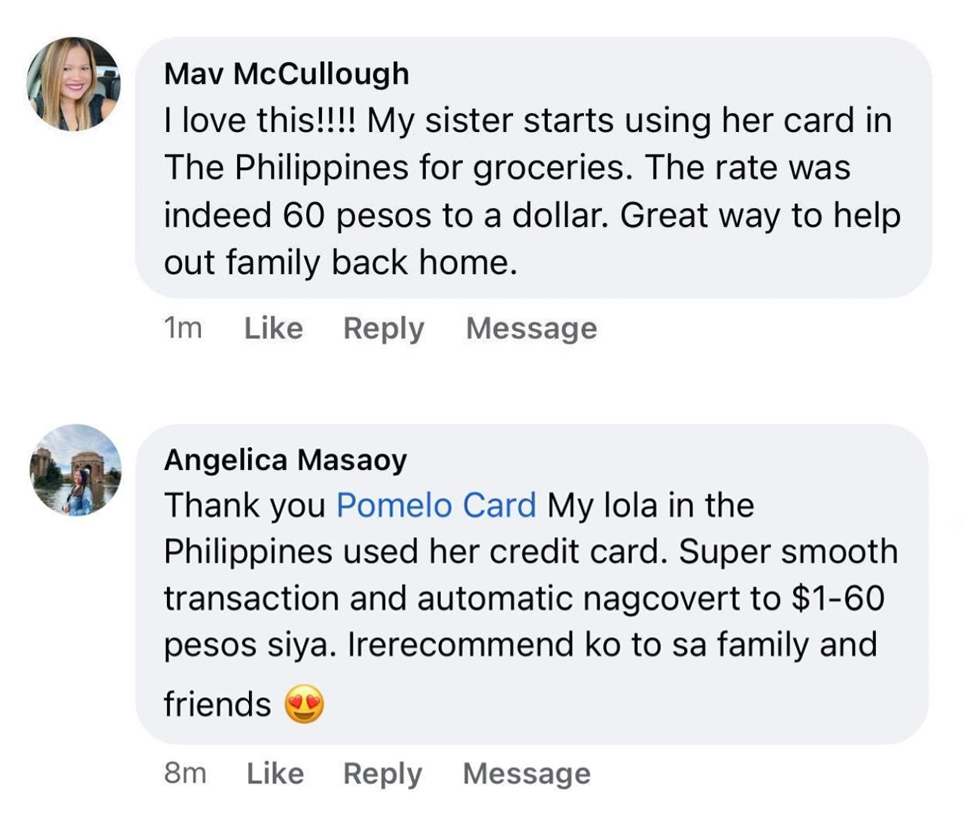 Mav McCullough
I love this!!!! My sister starts using her card in
The Philippines for groceries. The rate was
indeed 60 pesos to a dollar. Great way to help
out family back home.
1m Like Reply Message
Angelica Masaoy
Thank you Pomelo Card My lola in the
Philippines used her credit card. Super smooth
transaction and automatic nagcovert to $1-60
pesos siya. Irerecommend ko to sa family and
friends 😍
8m Like Reply Message